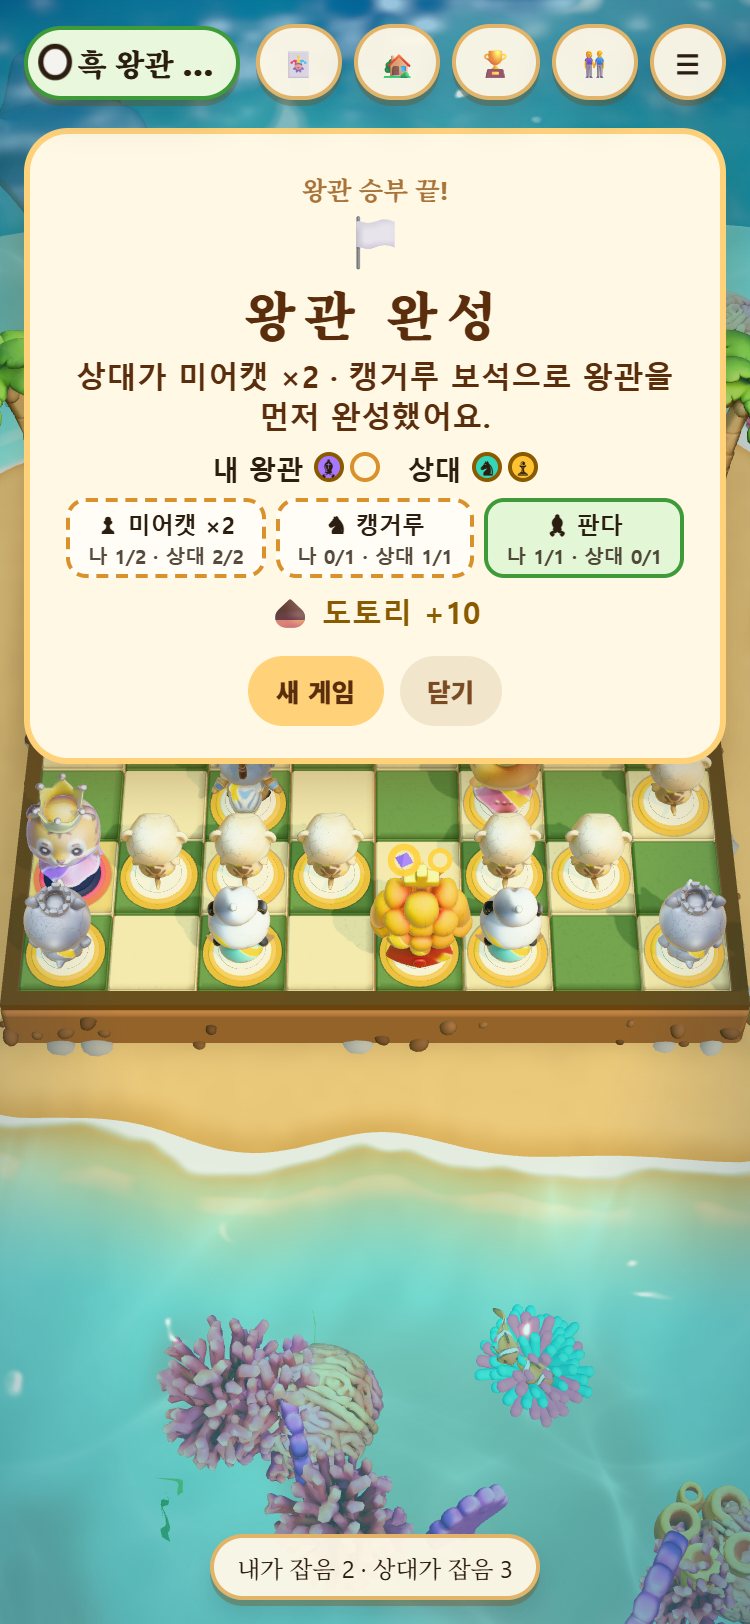 흑 왕관 ...
왕관 승부 끝!
왕관 완성
상대가 미어캣 ×2 · 캥거루 보석으로 왕관을
먼저 완성했어요.
내 왕관 상대
미어캣 ×2
나 1/2 · 상대 2/2
캥거루
나 0/1 · 상대 1/1
판다
나 1/1 · 상대 0/1
도토리 +10
새 게임
닫기
내가 잡음 2 · 상대가 잡음 3